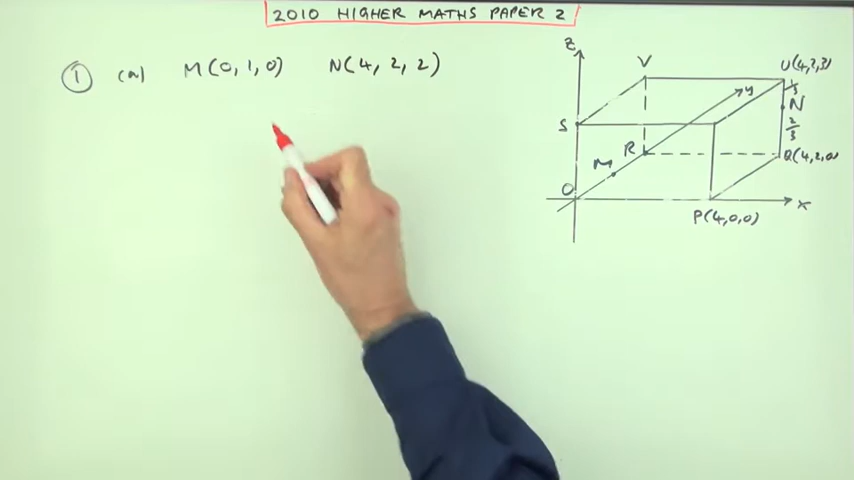 2010 HIGHER MATHS PAPER 2
1 (a) M(0,1,0) N(4,2,2)
z
V
U(4,2,3)
1/3
y
N
S
2/3
R
M
Q(4,2,0)
O
x
P(4,0,0)